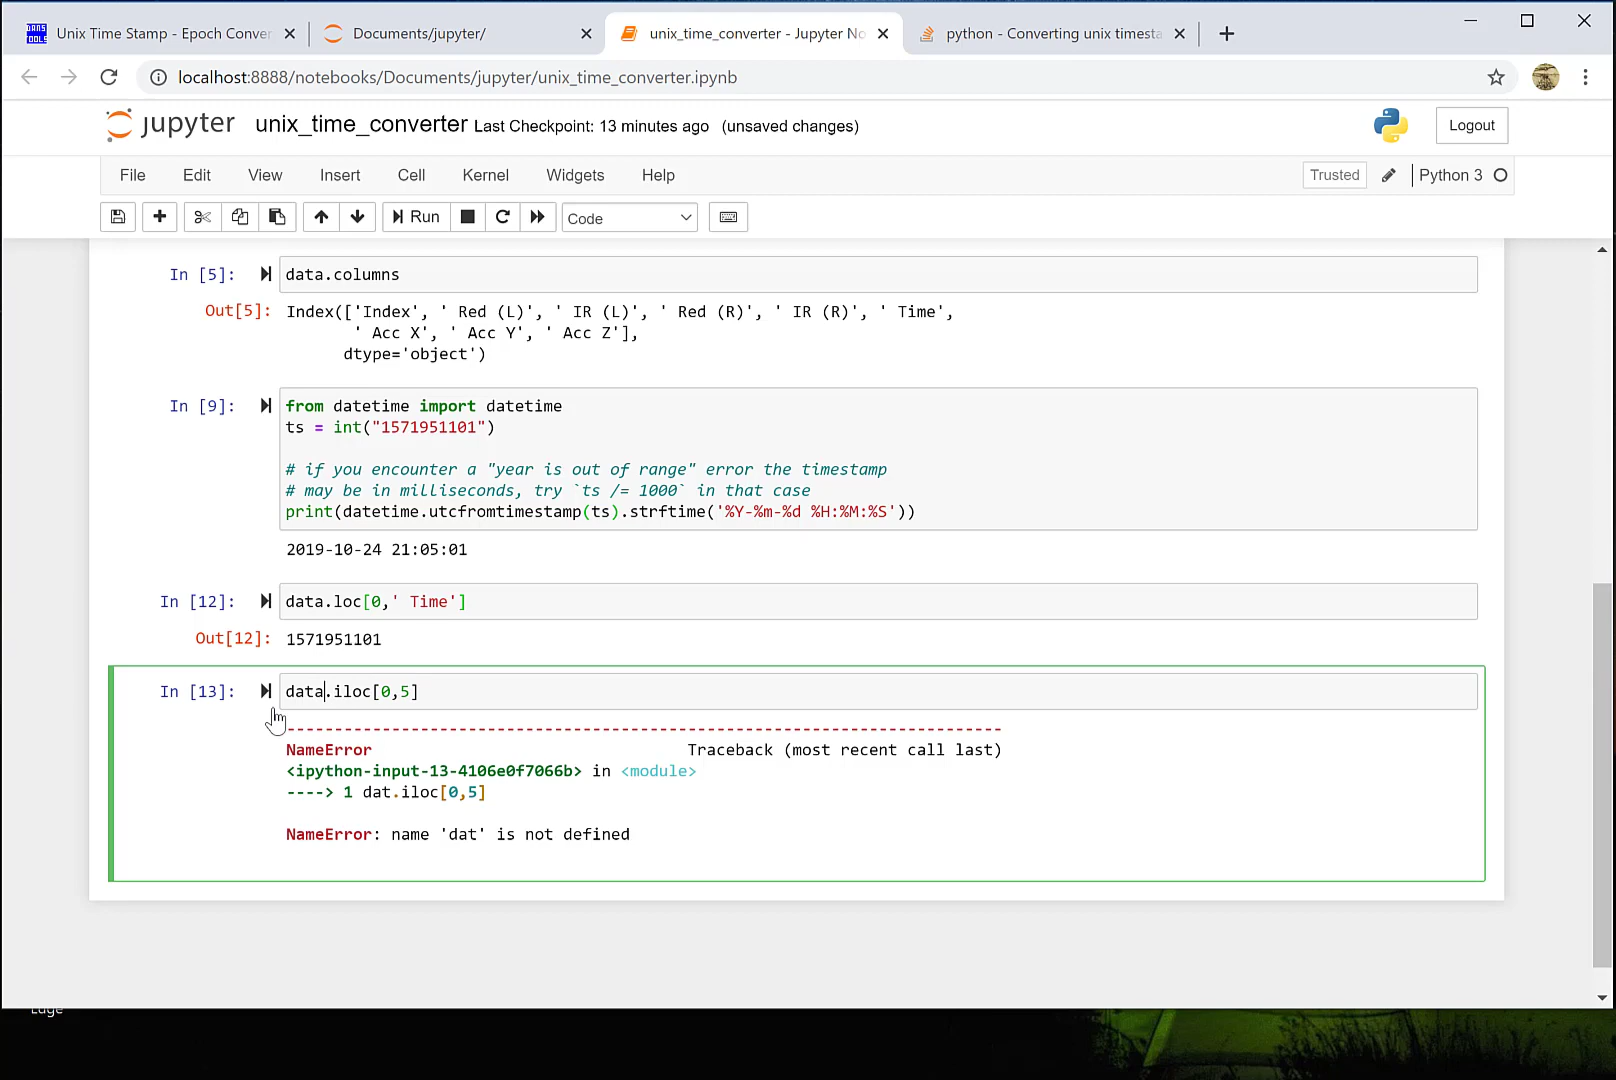 DANS TOOLS Unix Time Stamp - Epoch Conver
Documents/jupyter/
unix_time_converter - Jupyter No
python - Converting unix timesta
localhost:8888/notebooks/Documents/jupyter/unix_time_converter.ipynb
jupyter unix_time_converter Last Checkpoint: 13 minutes ago (unsaved changes)
Logout
File Edit View Insert Cell Kernel Widgets Help Trusted Python 3
Run Code
In [5]: data.columns
Out[5]: Index(['Index', ' Red (L)', ' IR (L)', ' Red (R)', ' IR (R)', ' Time',
' Acc X', ' Acc Y', ' Acc Z'],
dtype='object')
In [9]: from datetime import datetime
ts = int("1571951101")
# if you encounter a "year is out of range" error the timestamp
# may be in milliseconds, try `ts /= 1000` in that case
print(datetime.utcfromtimestamp(ts).strftime('%Y-%m-%d %H:%M:%S'))
2019-10-24 21:05:01
In [12]: data.loc[0,' Time']
Out[12]: 1571951101
In [13]: data.iloc[0,5]
---------------------------------------------------------------------------
NameError Traceback (most recent call last)
<ipython-input-13-4106e0f7066b> in <module>
----> 1 dat.iloc[0,5]
NameError: name 'dat' is not defined